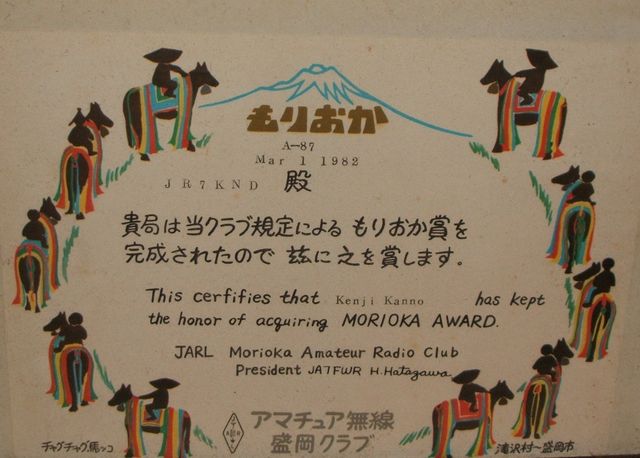 もりおか
A-87
Mar 1 1982
JR7KND 殿
貴局は当クラブ規定による もりおか賞を
完成されたので 玆に之を賞します。
This cerfifies that Kenji Kanno has kept
the honor of acquiring MORIOKA AWARD.
JARL Morioka Amateur Radio Club
President JA7FWR H.Hatazawa
アマチュア無線
盛岡クラブ
チャグチャグ馬ッコ
滝沢村～盛岡市